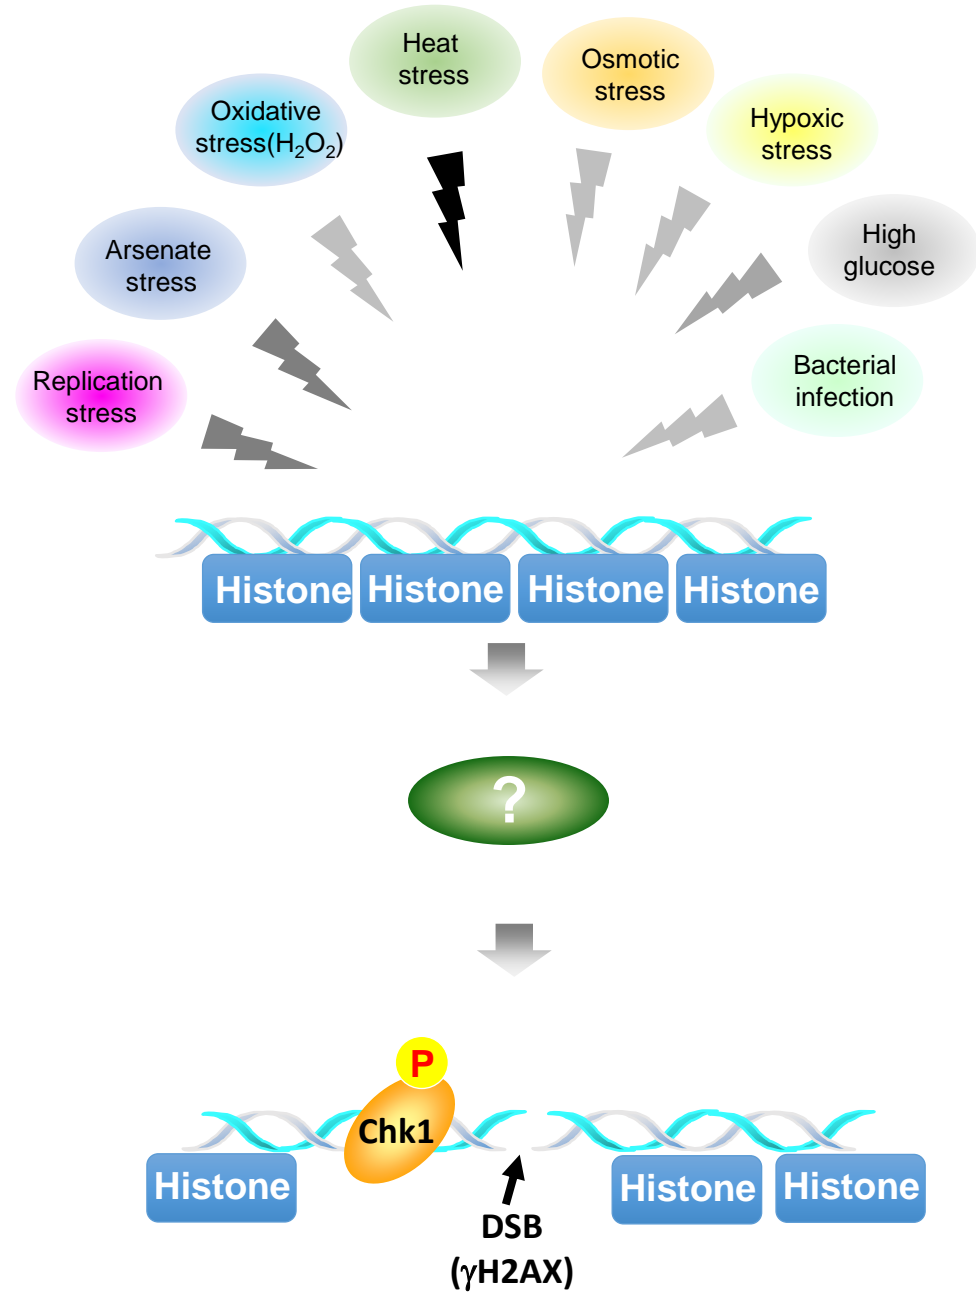 Heat
stress
Osmotic
stress
Oxidative
stress(H₂O₂)
Hypoxic
stress
Arsenate
stress
High
glucose
Replication
stress
Bacterial
infection
Histone
Histone
Histone
Histone
?
P
Chk1
Histone
Histone
Histone
DSB
(γH2AX)